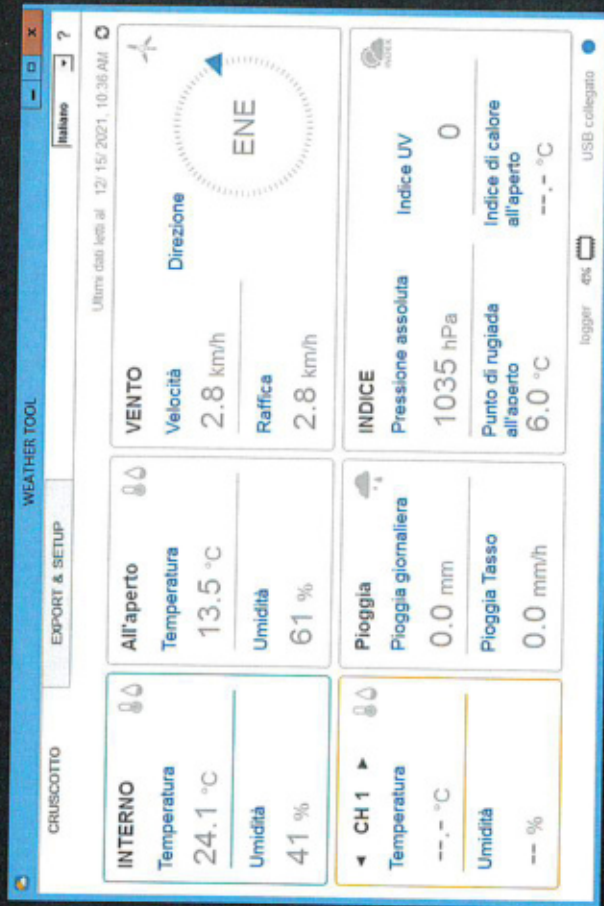 WEATHER TOOL
CRUSCOTTO
EXPORT & SETUP
Italiano
?
Ultimi dati letti al 12/15/2021, 10:36 AM
INTERNO
Temperatura
24.1 °C
Umidità
41 %
All'aperto
Temperatura
13.5 °C
Umidità
61 %
VENTO
Velocità
2.8 km/h
Raffica
2.8 km/h
Direzione
ENE
◄ CH 1 ►
Temperatura
--.- °C
Umidità
-- %
Pioggia
Pioggia giornaliera
0.0 mm
Pioggia Tasso
0.0 mm/h
INDICE
INDEX
Pressione assoluta
1035 hPa
Indice UV
0
Punto di rugiada
all'aperto
6.0 °C
Indice di calore
all'aperto
--.- °C
logger 4%
USB collegato